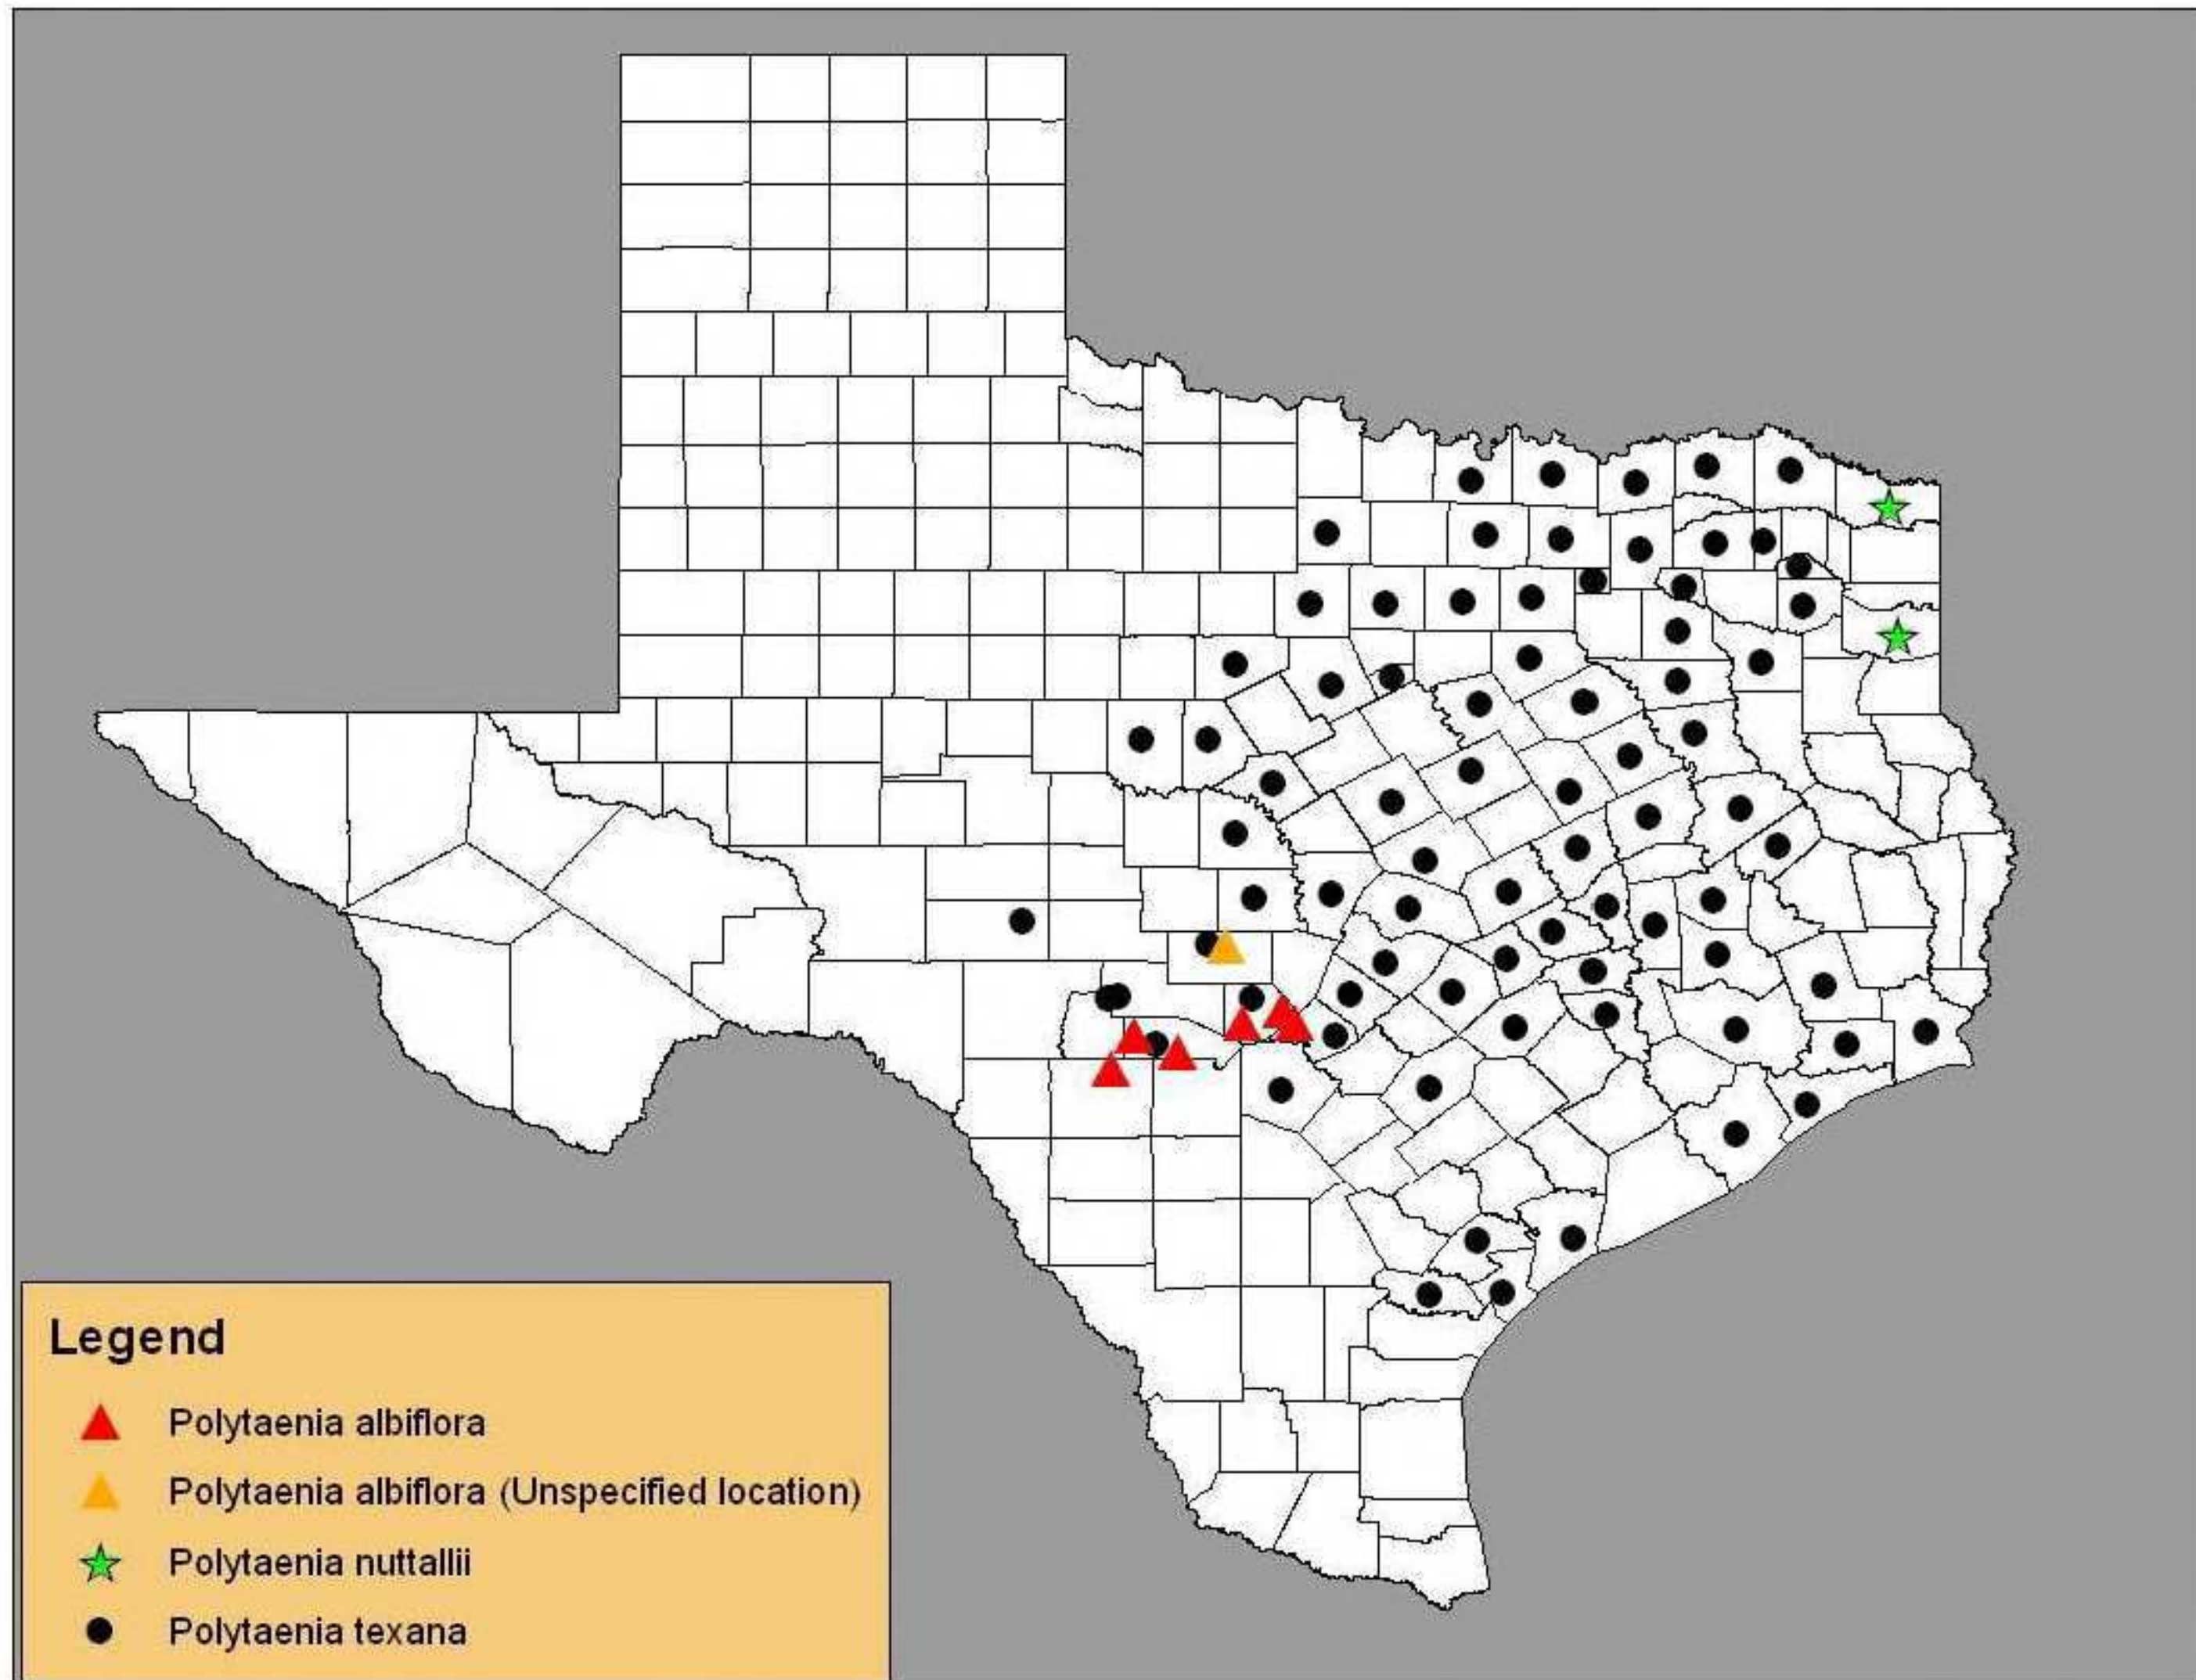 Legend
Polytaenia albiflora
Polytaenia albiflora (Unspecified location)
Polytaenia nuttallii
Polytaenia texana